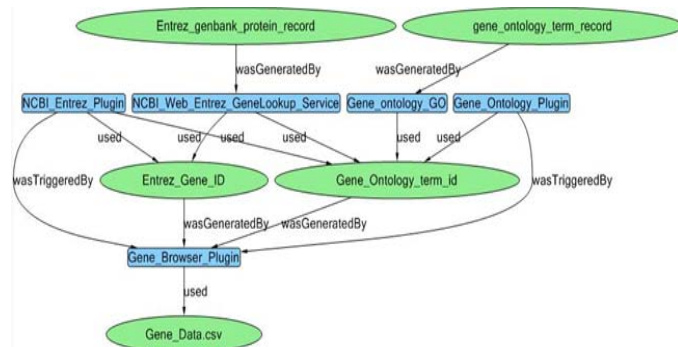 Entrez_genbank_protein_record
gene_ontology_term_record
wasGeneratedBy
wasGeneratedBy
NCBI_Entrez_Plugin
NCBI_Web_Entrez_GeneLookup_Service
Gene_ontology_GO
Gene_Ontology_Plugin
used
used
used
used
used
used
wasTriggeredBy
Entrez_Gene_ID
Gene_Ontology_term_id
wasTriggeredBy
wasGeneratedBy
wasGeneratedBy
Gene_Browser_Plugin
used
Gene_Data.csv